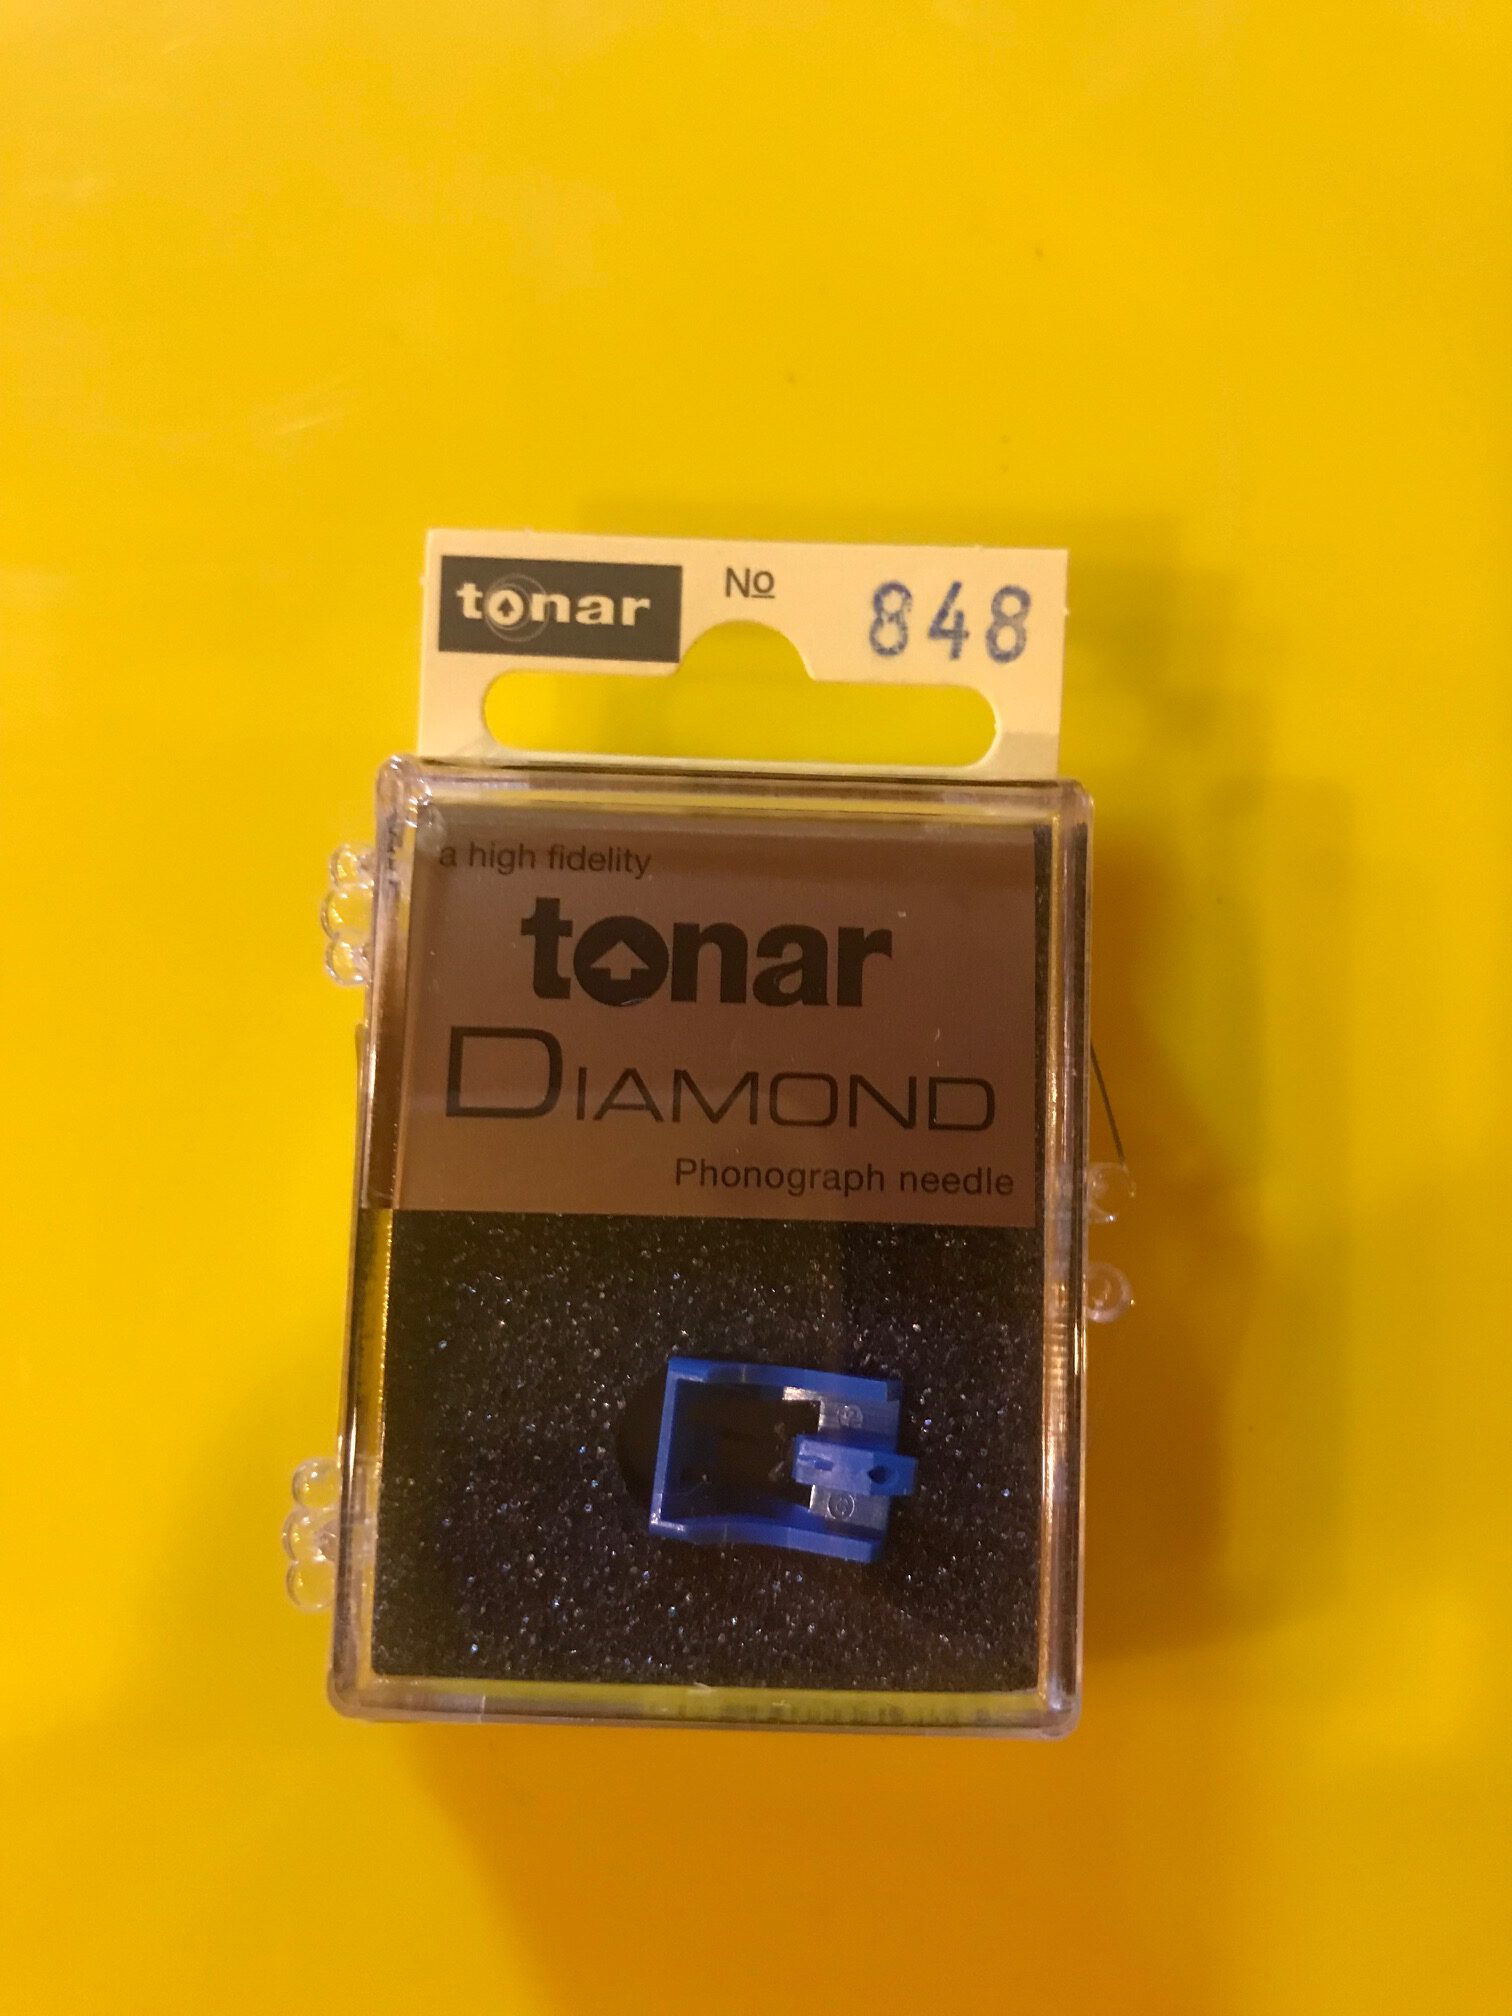 tonar
No 848
a high fidelity
tonar
DIAMOND
Phonograph needle